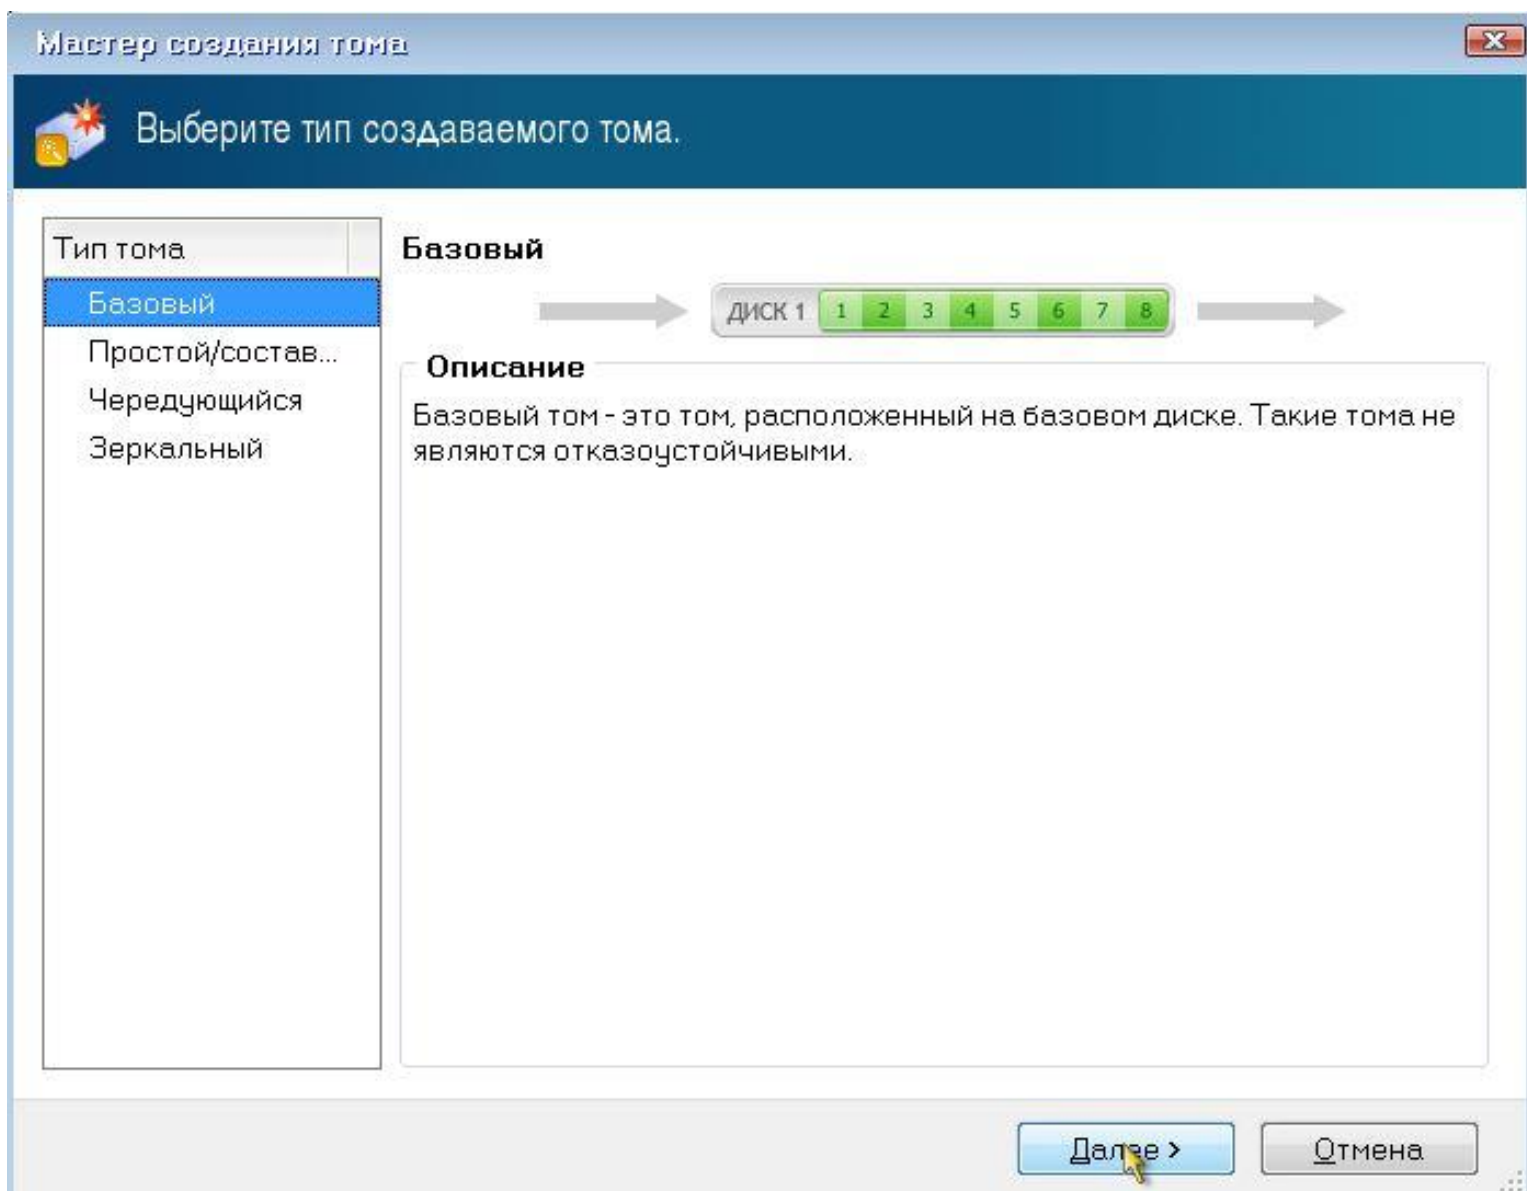 Мастер создания тома
Выберите тип создаваемого тома.
Тип тома
Базовый
Простой/состав...
Чередующийся
Зеркальный
Базовый
ДИСК 1 1 2 3 4 5 6 7 8
Описание
Базовый том - это том, расположенный на базовом диске. Такие тома не
являются отказоустойчивыми.
Далее >
Отмена